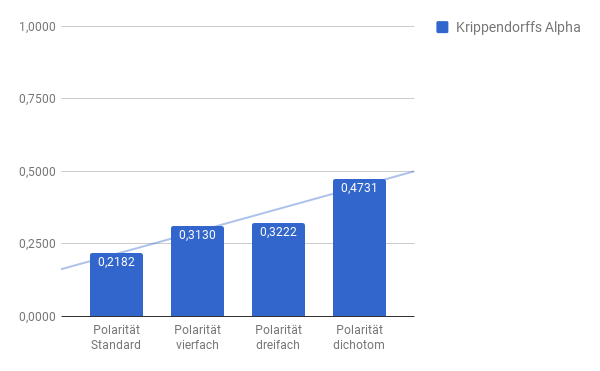 1,0000
Krippendorffs Alpha
0,7500
0,5000
0,4731
0,3130
0,3222
0,2500
0,2182
0,0000
Polarität
Standard
Polarität
vierfach
Polarität
dreifach
Polarität
dichotom